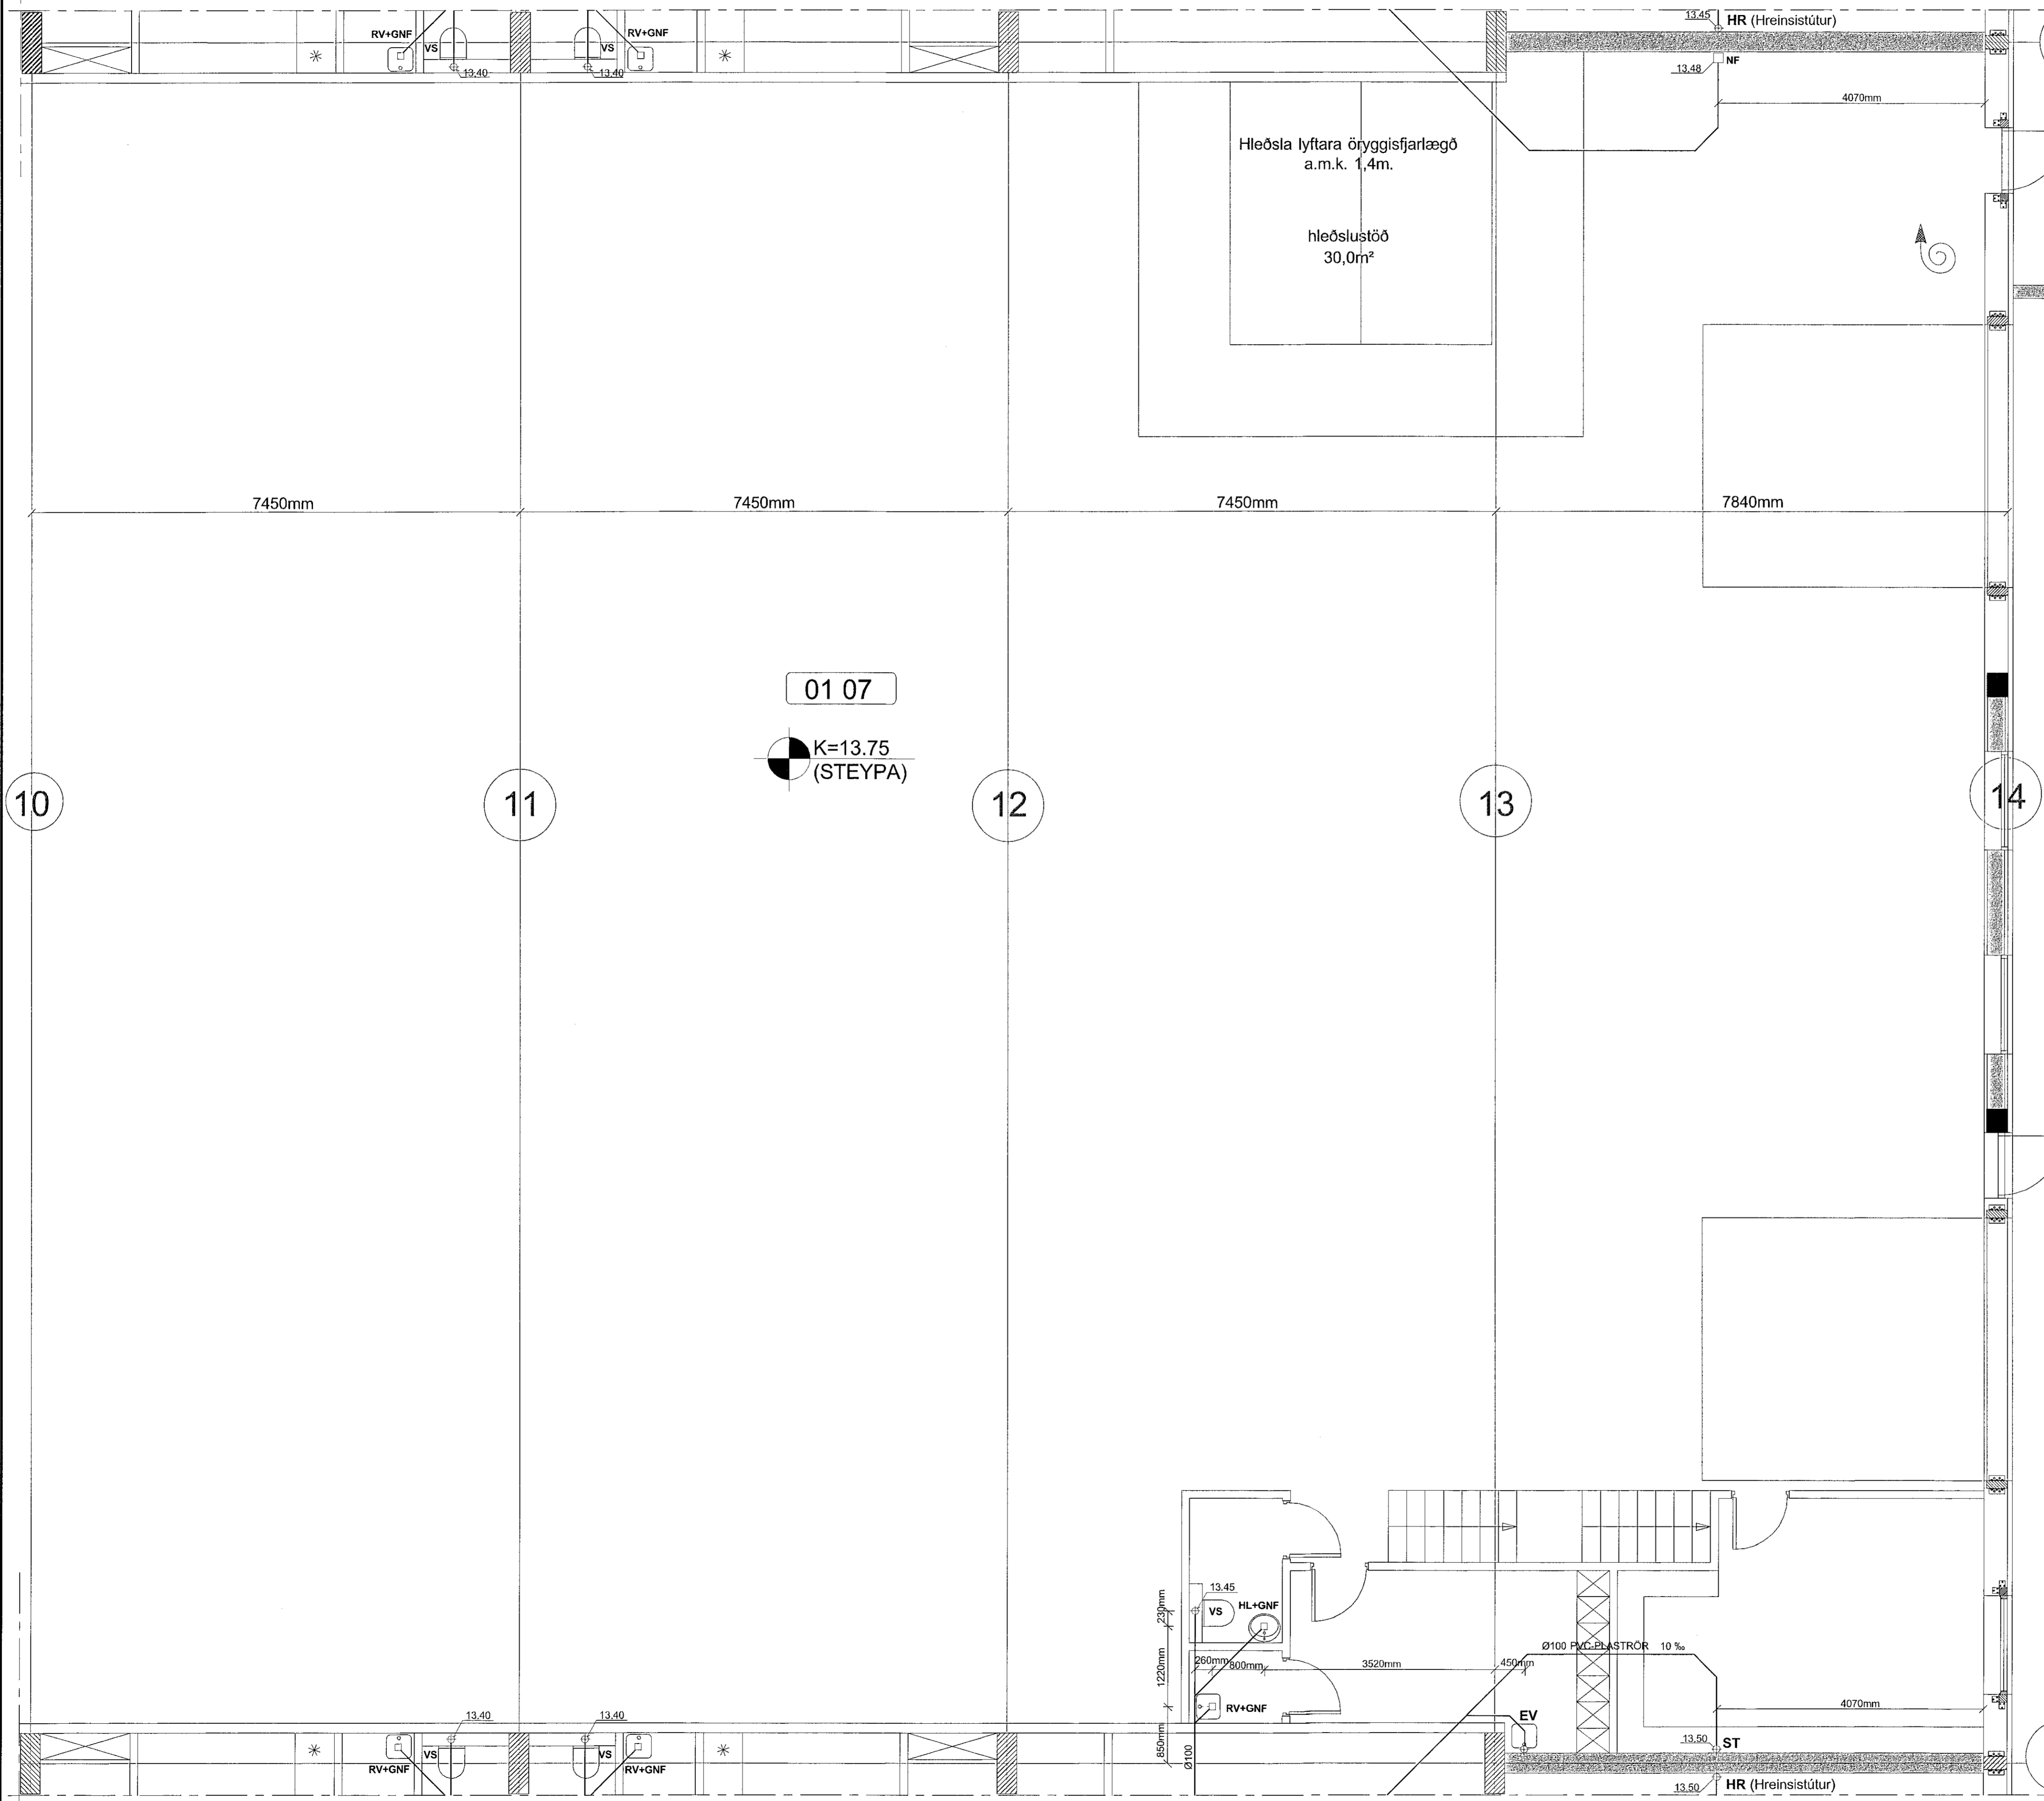 13.45 HR (Hreinsistútur)
RV+GNF VS VS RV+GNF
13.40 13.40
13.48 NF
4070mm
Hleðsla lyftara öryggisfjarlægð
a.m.k. 1,4m.
hleðslustöð
30,0m²
7450mm 7450mm 7450mm 7840mm
01 07
K=13.75
(STEYPA)
10 11 12 13 14
13.45
230mm VS HL+GNF
Ø100 PVC-PLASTRÖR 10 ‰
1220mm 260mm 800mm 3520mm 450mm
4070mm
RV+GNF
EV
13.40 13.40
850mm Ø100
13.50 ST
VS VS
RV+GNF RV+GNF
13.50 HR (Hreinsistútur)